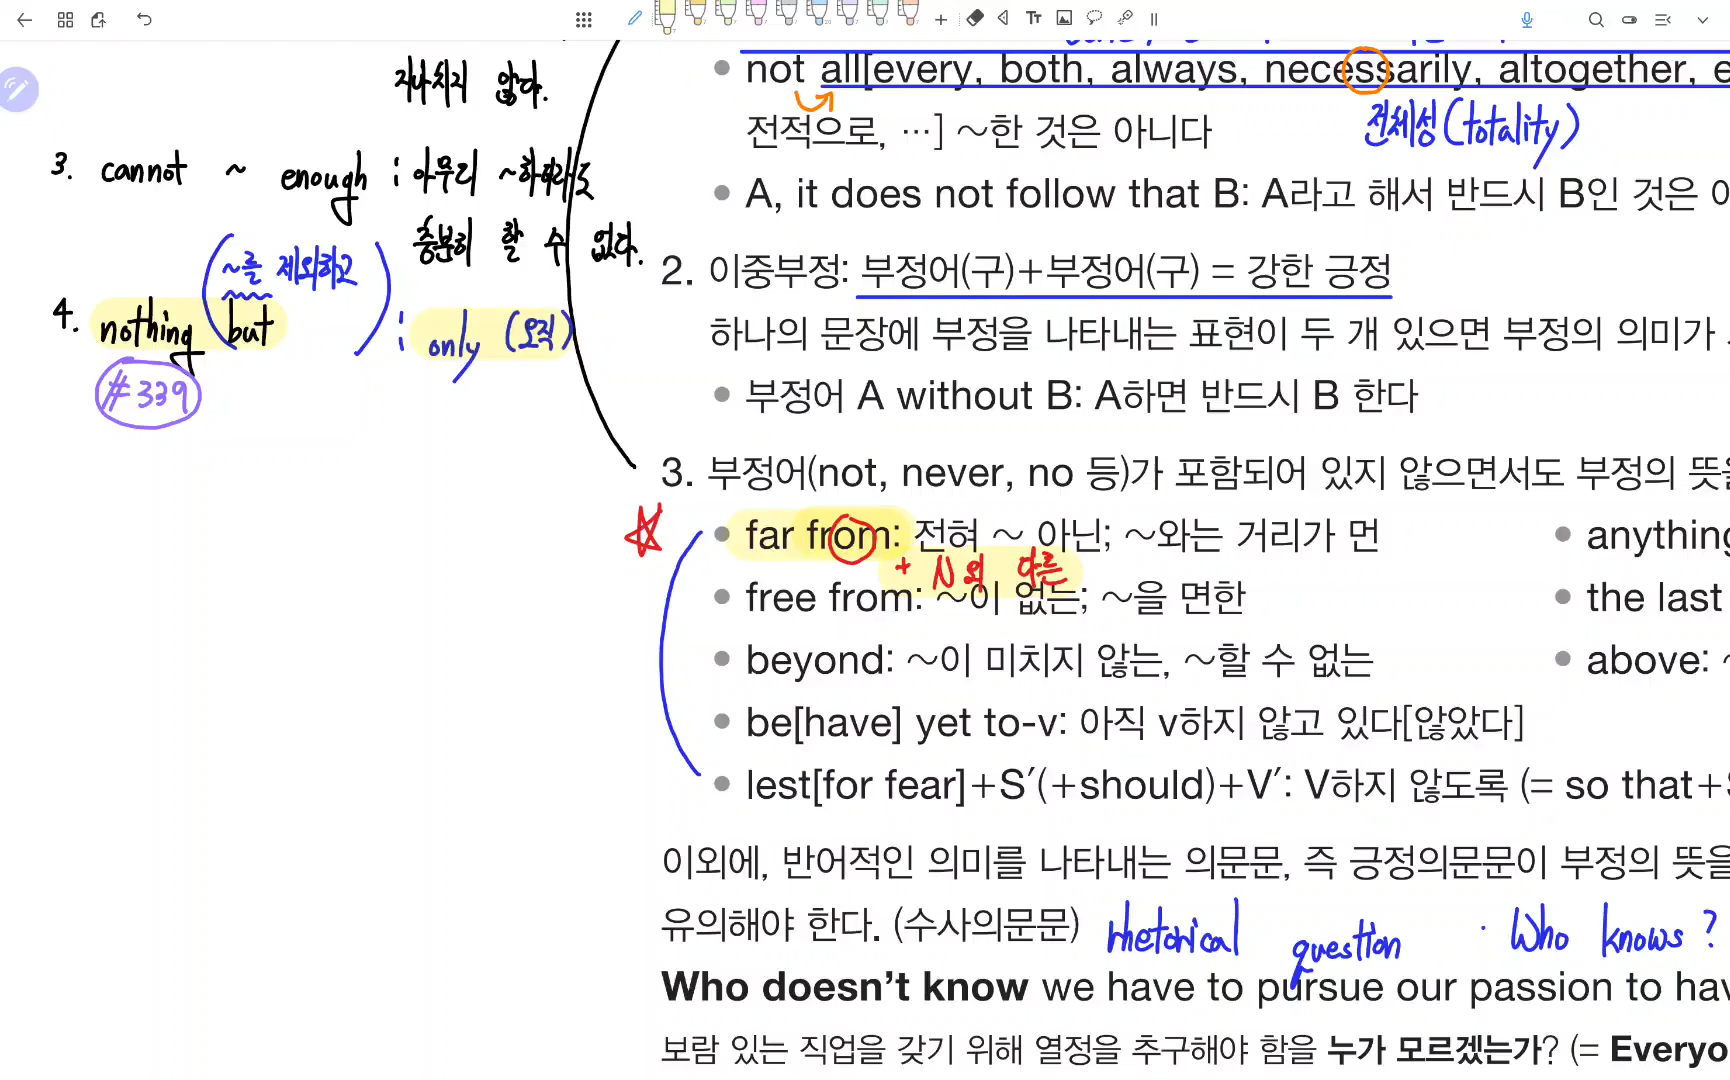 지나치지 않다.
3. cannot ~ enough : 아무리 ~하더라도
충분히 할 수 없다.
~를 제외하고
4. nothing but : only (오직)
#339
not all[every, both, always, necessarily, altogether, e
전적으로, …] ~한 것은 아니다
전체성(totality)
A, it does not follow that B: A라고 해서 반드시 B인 것은 아
2. 이중부정: 부정어(구)+부정어(구) = 강한 긍정
하나의 문장에 부정을 나타내는 표현이 두 개 있으면 부정의 의미가
부정어 A without B: A하면 반드시 B 한다
3. 부정어(not, never, no 등)가 포함되어 있지 않으면서도 부정의 뜻을
far from: 전혀 ~ 아닌; ~와는 거리가 먼
anything
+ N와 다른
free from: ~이 없는; ~을 면한
the last
beyond: ~이 미치지 않는, ~할 수 없는
above: ~
be[have] yet to-v: 아직 v하지 않고 있다[않았다]
lest[for fear]+S′(+should)+V′: V하지 않도록 (= so that+S
이외에, 반어적인 의미를 나타내는 의문문, 즉 긍정의문문이 부정의 뜻을
유의해야 한다. (수사의문문) rhetorical question · Who knows?
Who doesn’t know we have to pursue our passion to hav
보람 있는 직업을 갖기 위해 열정을 추구해야 함을 누가 모르겠는가? (= Everyo